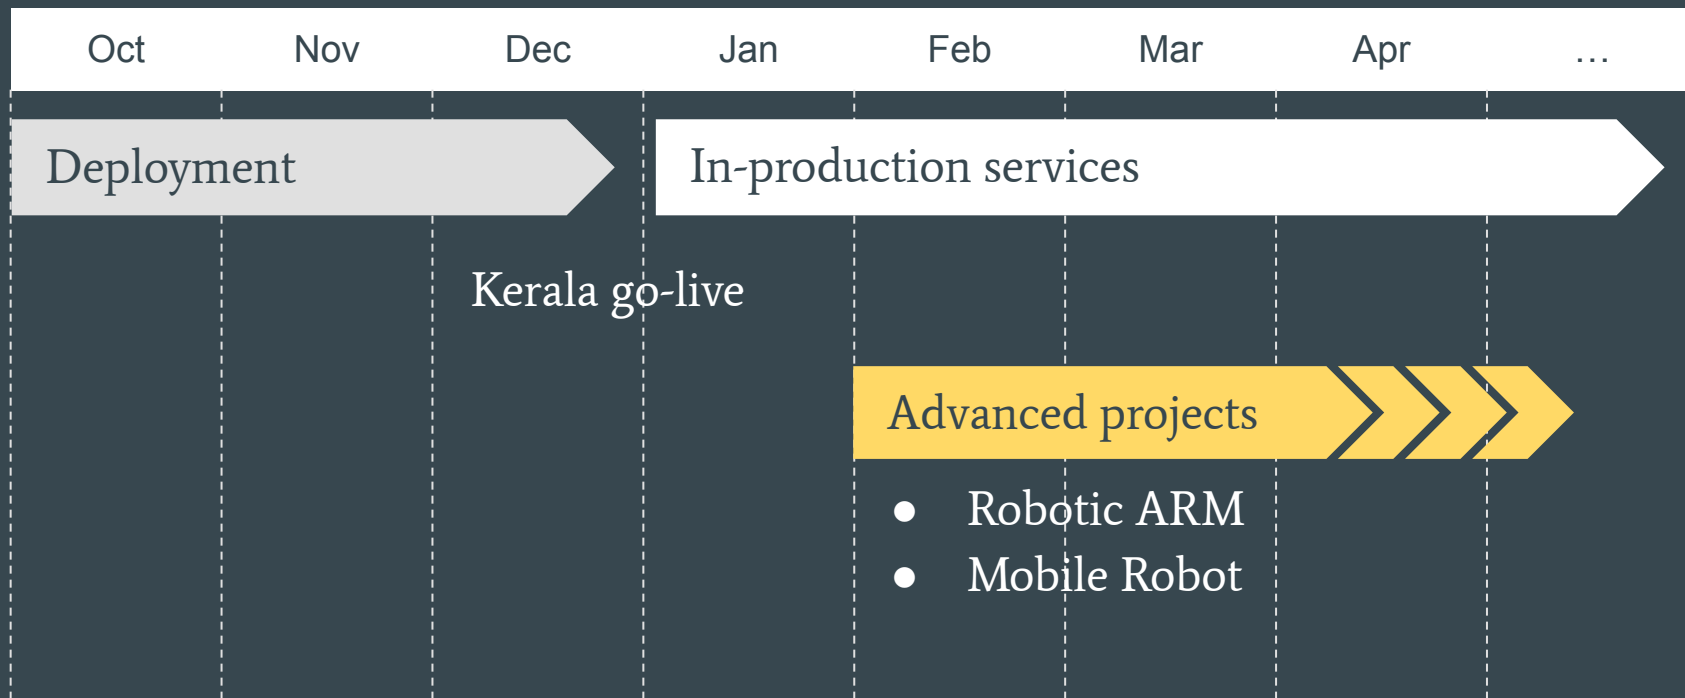 Oct Nov Dec Jan Feb Mar Apr ...
Deployment In-production services
Kerala go-live
Advanced projects
● Robotic ARM
● Mobile Robot